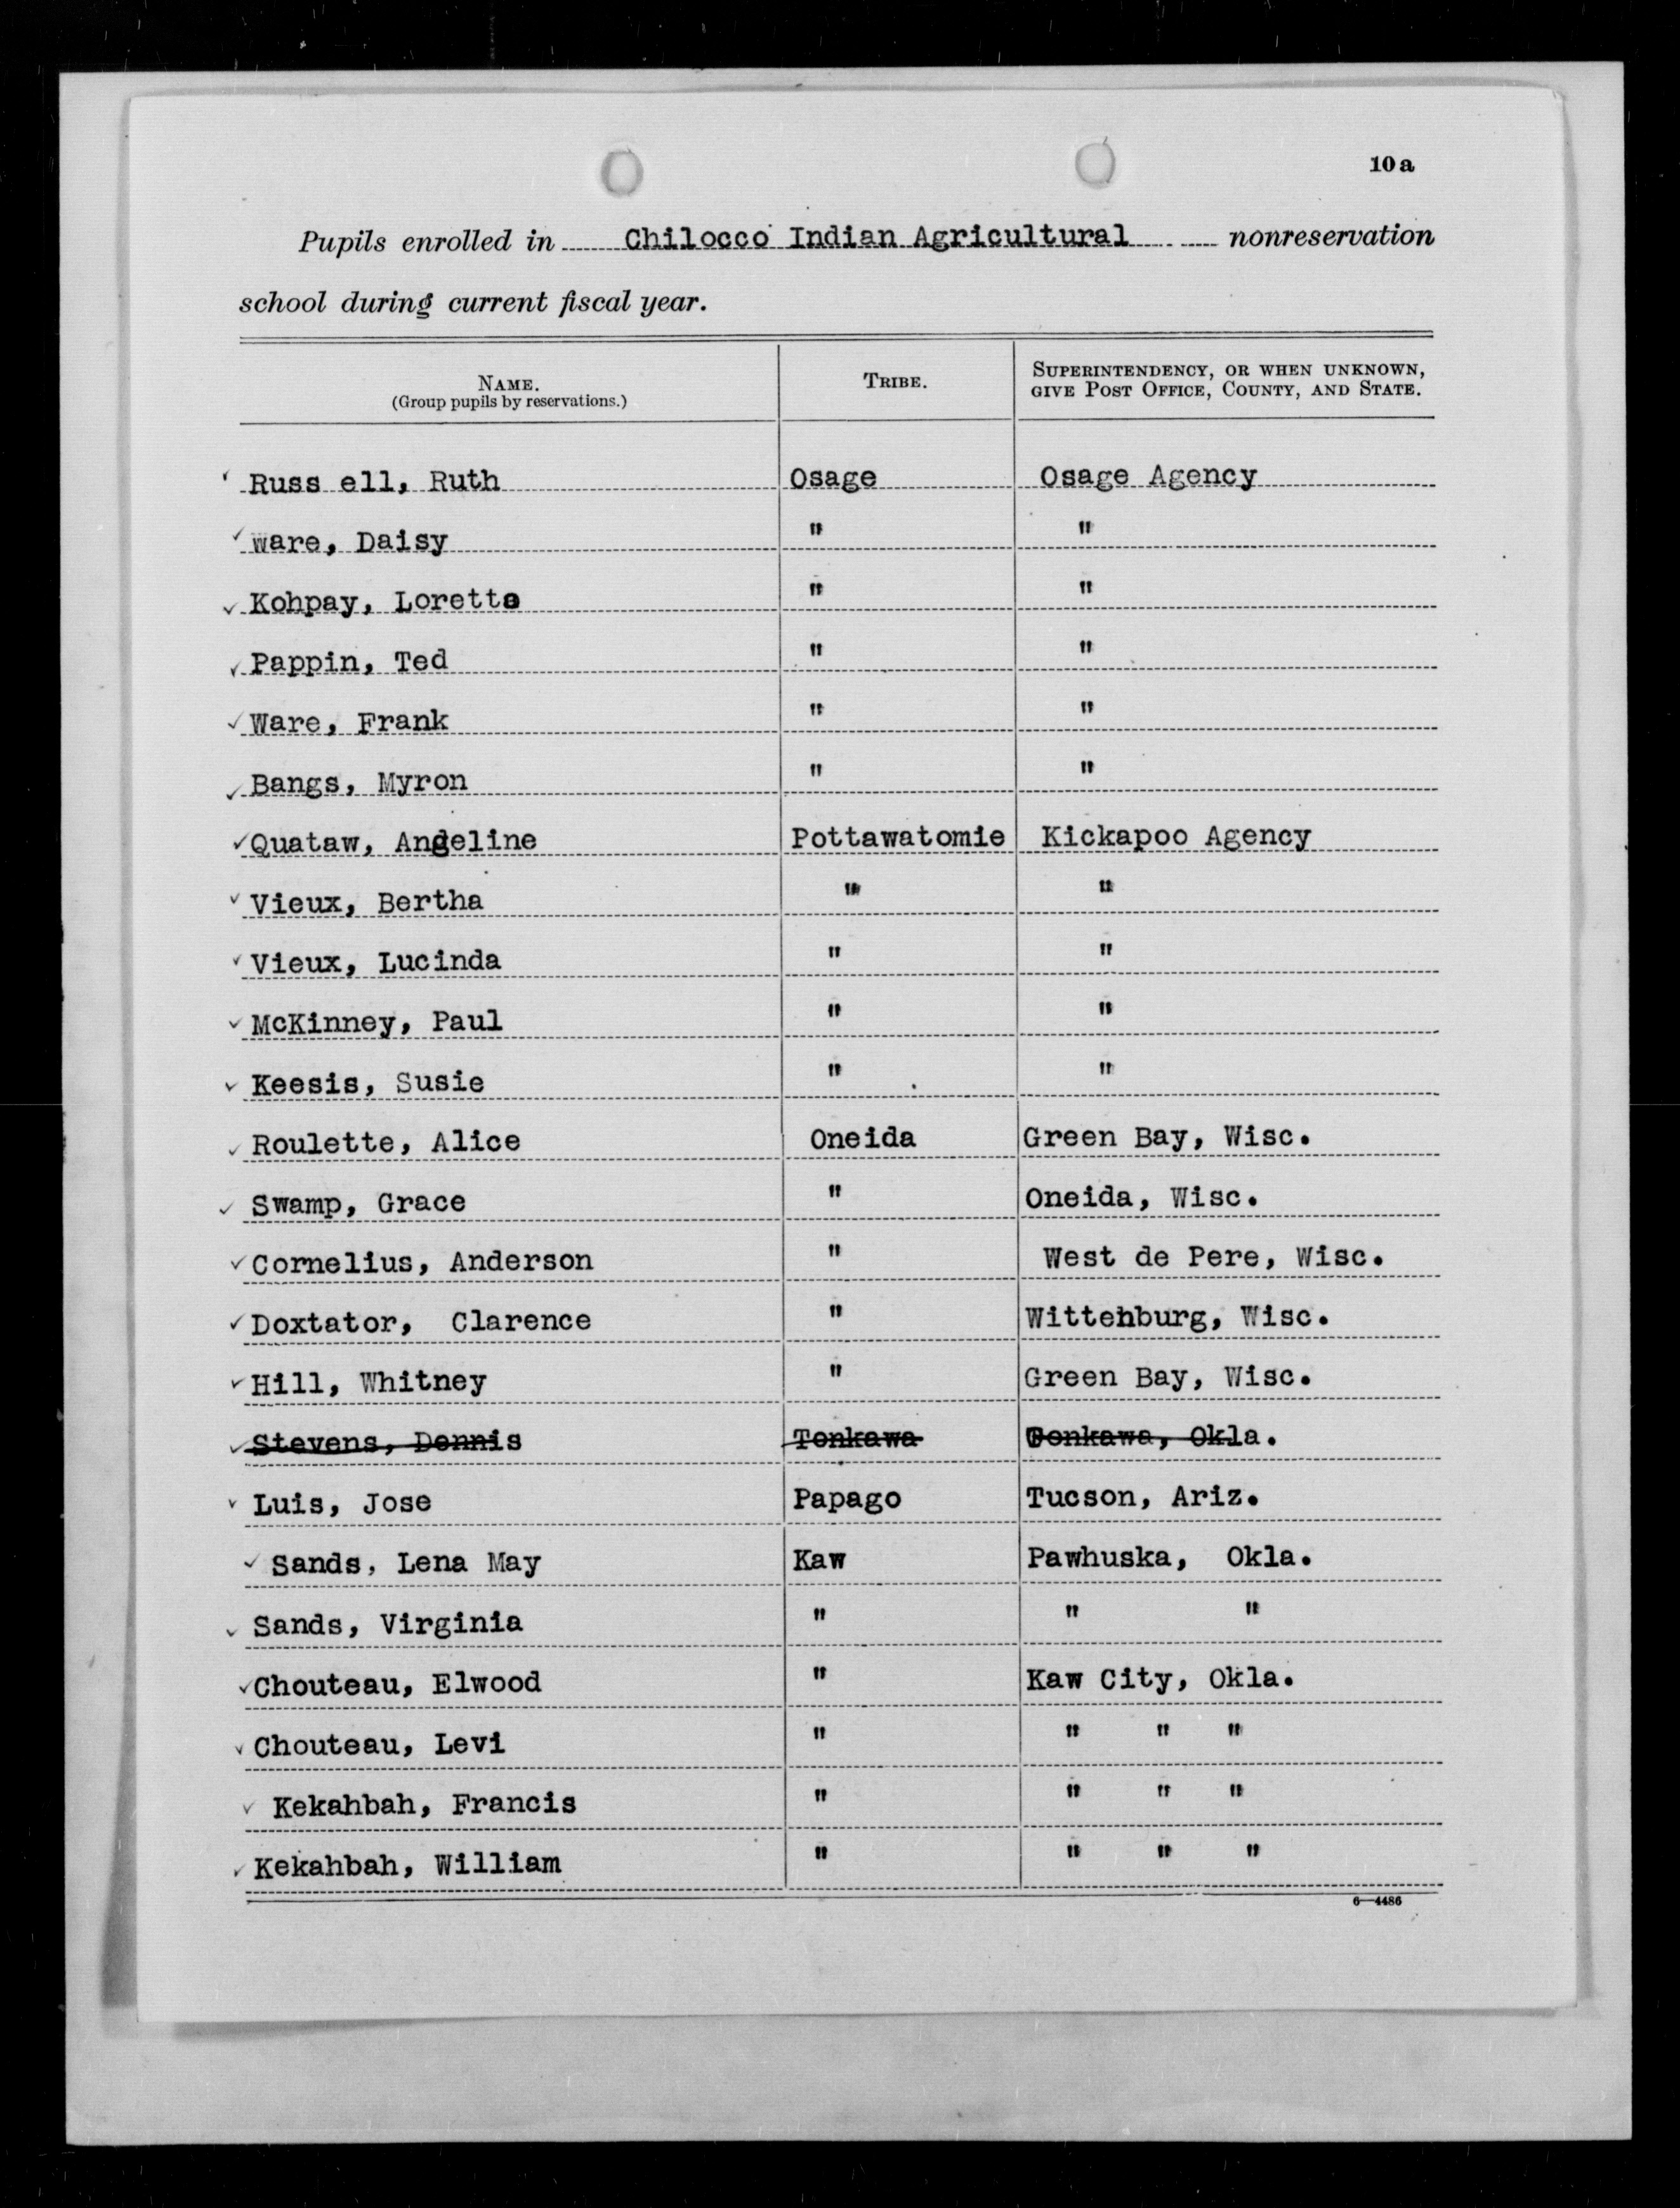 10 a
Pupils enrolled in Chilocco Indian Agricultural nonreservation
school during current fiscal year.
NAME. (Group pupils by reservations.) TRIBE. SUPERINTENDENCY, OR WHEN UNKNOWN, GIVE POST OFFICE, COUNTY, AND STATE.
✓ Russ ell, Ruth Osage Osage Agency
✓ Ware, Daisy " "
✓ Kohpay, Loretta " "
✓ Pappin, Ted " "
✓ Ware, Frank " "
✓ Bangs, Myron " "
✓ Quataw, Angeline Pottawatomie Kickapoo Agency
✓ Vieux, Bertha " "
✓ Vieux, Lucinda " "
✓ McKinney, Paul " "
✓ Keesis, Susie " "
✓ Roulette, Alice Oneida Green Bay, Wisc.
✓ Swamp, Grace " Oneida, Wisc.
✓ Cornelius, Anderson " West de Pere, Wisc.
✓ Doxtator, Clarence " Wittenburg, Wisc.
✓ Hill, Whitney " Green Bay, Wisc.
✓ Stevens, Dennis Tonkawa Tonkawa, Okla.
✓ Luis, Jose Papago Tucson, Ariz.
✓ Sands, Lena May Kaw Pawhuska, Okla.
✓ Sands, Virginia " " "
✓ Chouteau, Elwood " Kaw City, Okla.
✓ Chouteau, Levi " " " "
✓ Kekahbah, Francis " " " "
✓ Kekahbah, William " " " "
6—4486